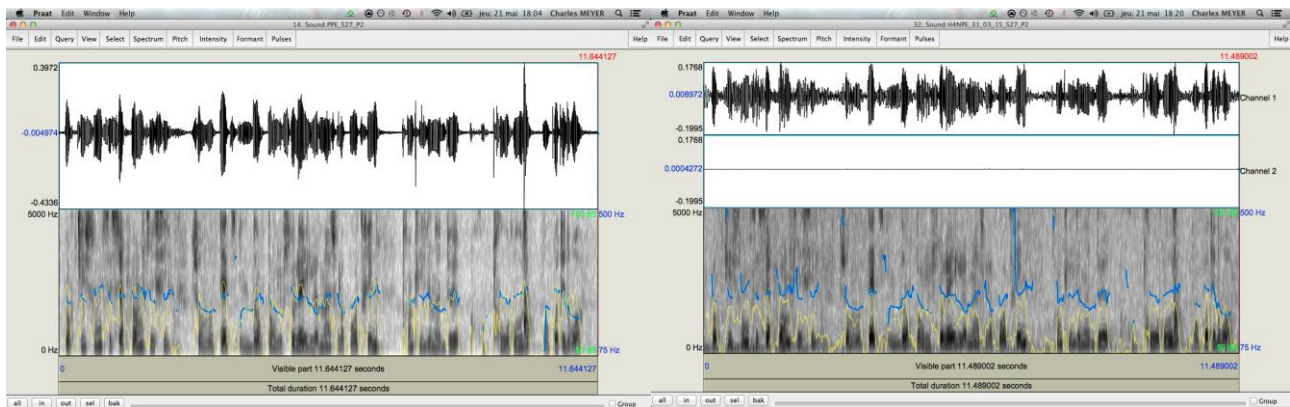 Praat Edit Window Help jeu. 21 mai 18:04 Charles MEYER
14. Sound PPE_S27_P2
File Edit Query View Select Spectrum Pitch Intensity Formant Pulses Help
11.644127
0.3972
-0.004974
-0.4336
5000 Hz 500 Hz
0 Hz 75 Hz
0 Visible part 11.644127 seconds 11.644127
Total duration 11.644127 seconds
all in out sel bak Group
Praat Edit Window Help jeu. 21 mai 18:20 Charles MEYER
32. Sound H4NPE_31_03_15_S27_P2
File Edit Query View Select Spectrum Pitch Intensity Formant Pulses Help
11.489002
0.1768
0.008972 Channel 1
-0.1995
0.1768
0.0004272 Channel 2
-0.1995
5000 Hz 500 Hz
0 Hz 75 Hz
0 Visible part 11.489002 seconds 11.489002
Total duration 11.489002 seconds
all in out sel bak Group